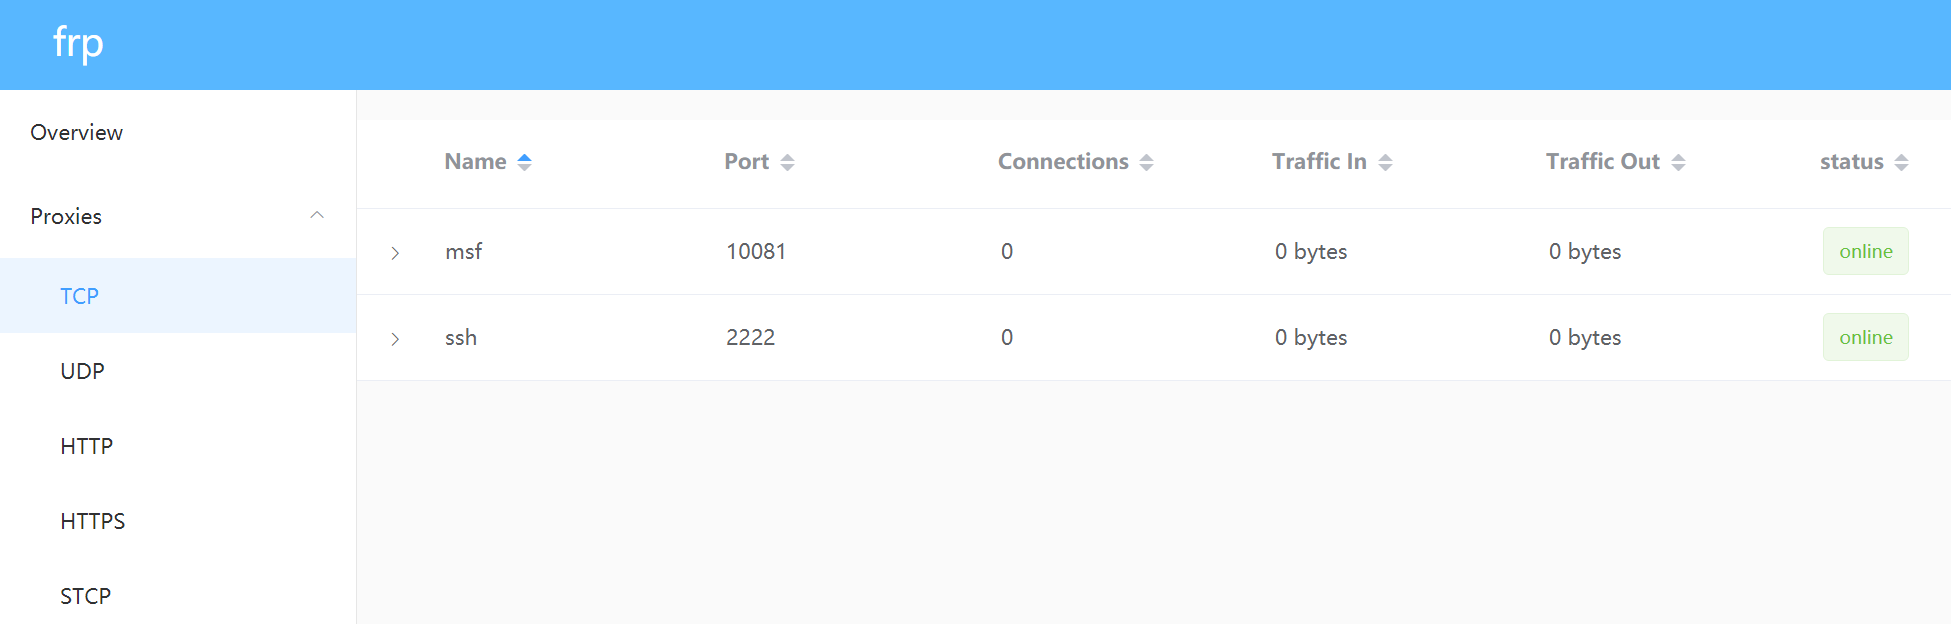 frp
Overview
Proxies
TCP
UDP
HTTP
HTTPS
STCP
Name Port Connections Traffic In Traffic Out status
msf 10081 0 0 bytes 0 bytes online
ssh 2222 0 0 bytes 0 bytes online